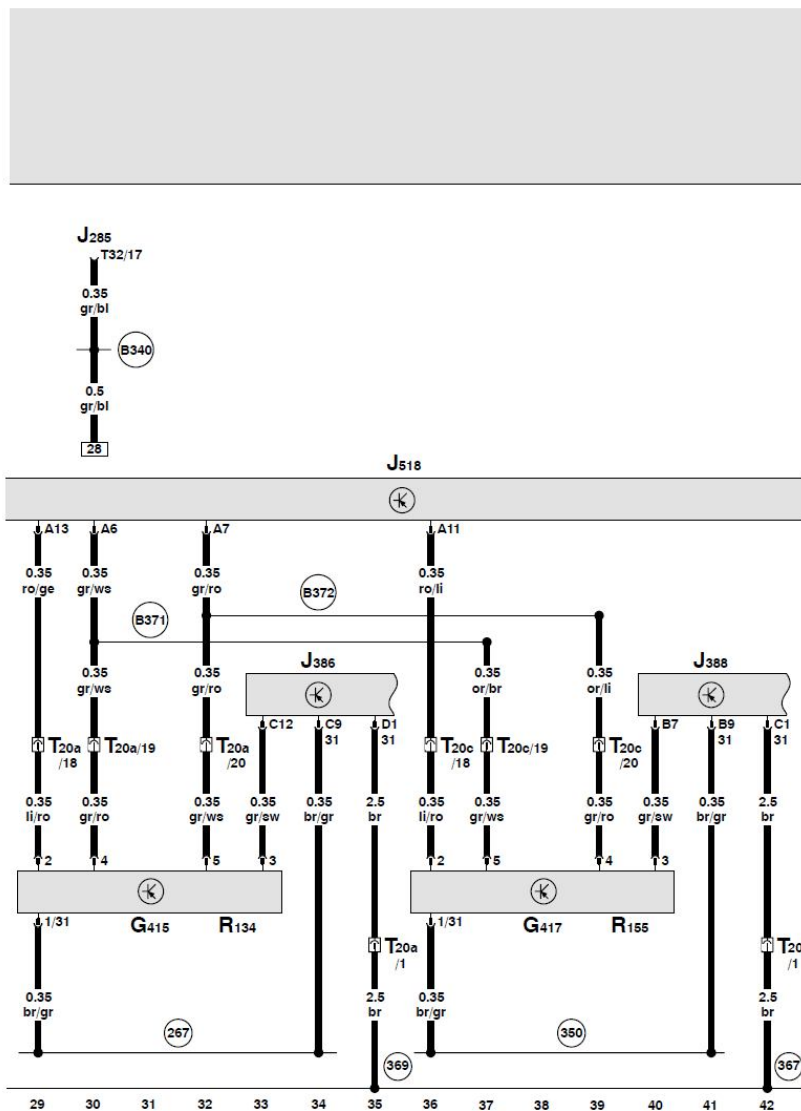 J285
T32/17
0.35
gr/bl
B340
0.5
gr/bl
28
J518
A13 A6 A7 A11
0.35 0.35 0.35 0.35
ro/ge gr/ws gr/ro ro/li
B372
B371
J386 J388
0.35 0.35 0.35 0.35
gr/ws gr/ro or/br or/li
C12 C9 D1 B7 B9 C1
31 31 31 31
T20a T20a/19 T20a T20c T20c/19 T20c
/18 /20 /18 /20
0.35 0.35 0.35 0.35 0.35 2.5 0.35 0.35 0.35 0.35 0.35 2.5
li/ro gr/ro gr/ws gr/sw br/gr br li/ro gr/ws gr/ro gr/sw br/gr br
2 4 5 3 2 5 4 3
1/31 G415 R134 1/31 G417 R155
T20a T20
/1 /1
0.35 2.5 0.35 2.5
br/gr br br/gr br
267 350
369 367
29 30 31 32 33 34 35 36 37 38 39 40 41 42